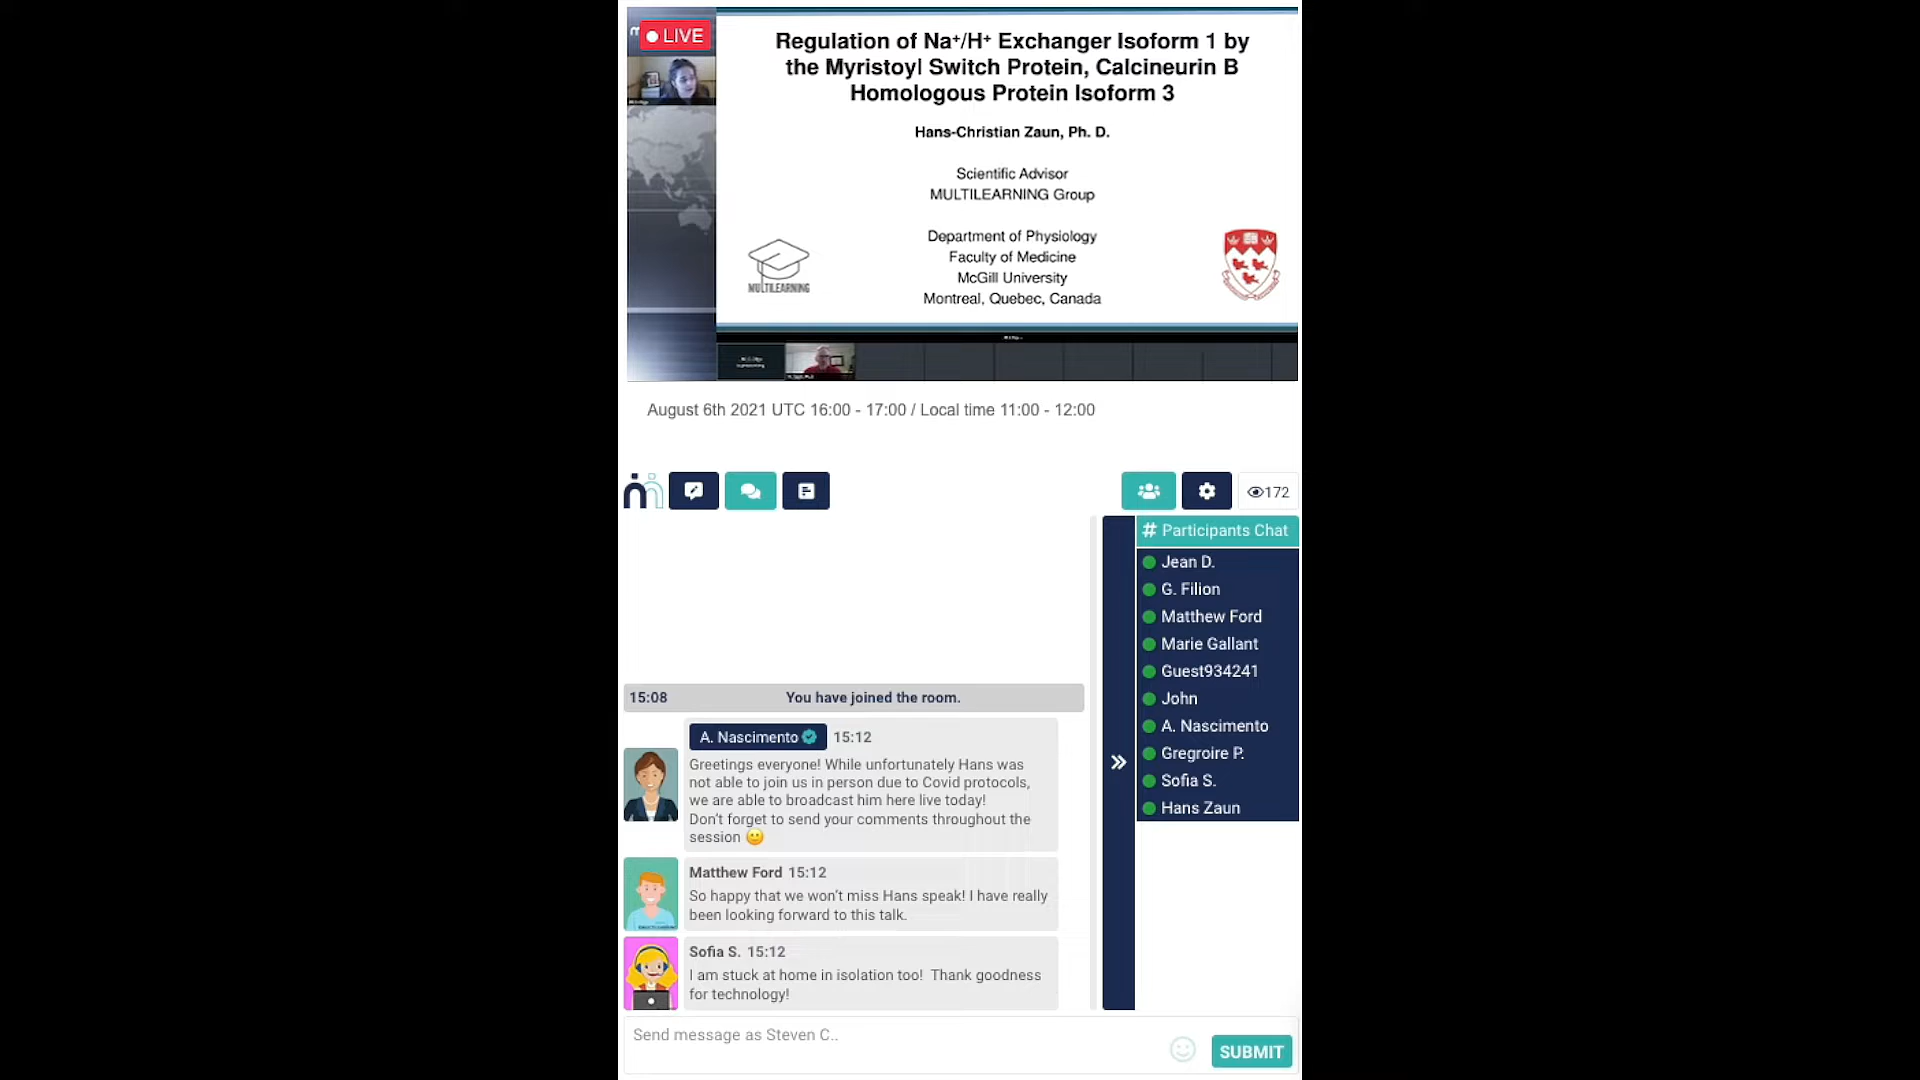 LIVE
Regulation of Na⁺/H⁺ Exchanger Isoform 1 by
the Myristoyl Switch Protein, Calcineurin B
Homologous Protein Isoform 3
Hans-Christian Zaun, Ph. D.
Scientific Advisor
MULTILEARNING Group
Department of Physiology
Faculty of Medicine
McGill University
Montreal, Quebec, Canada
MULTILEARNING
August 6th 2021 UTC 16:00 - 17:00 / Local time 11:00 - 12:00
172
# Participants Chat
Jean D.
G. Filion
Matthew Ford
Marie Gallant
Guest934241
John
A. Nascimento
Gregroire P.
Sofia S.
Hans Zaun
15:08 You have joined the room.
A. Nascimento 15:12
Greetings everyone! While unfortunately Hans was
not able to join us in person due to Covid protocols,
we are able to broadcast him here live today!
Don't forget to send your comments throughout the
session 🙂
Matthew Ford 15:12
So happy that we won't miss Hans speak! I have really
been looking forward to this talk.
Sofia S. 15:12
I am stuck at home in isolation too! Thank goodness
for technology!
Send message as Steven C..
SUBMIT